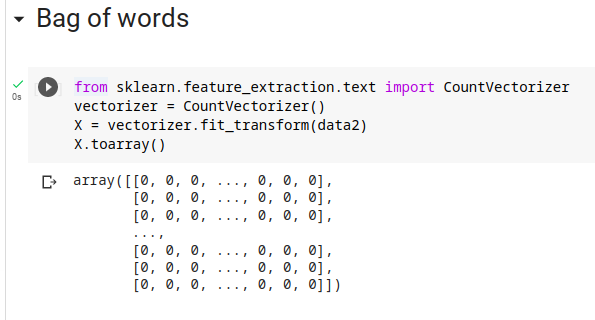 Bag of words
from sklearn.feature_extraction.text import CountVectorizer
0s
vectorizer = CountVectorizer()
X = vectorizer.fit_transform(data2)
X.toarray()
array([[0, 0, 0, ..., 0, 0, 0],
[0, 0, 0, ..., 0, 0, 0],
[0, 0, 0, ..., 0, 0, 0],
...,
[0, 0, 0, ..., 0, 0, 0],
[0, 0, 0, ..., 0, 0, 0],
[0, 0, 0, ..., 0, 0, 0]])